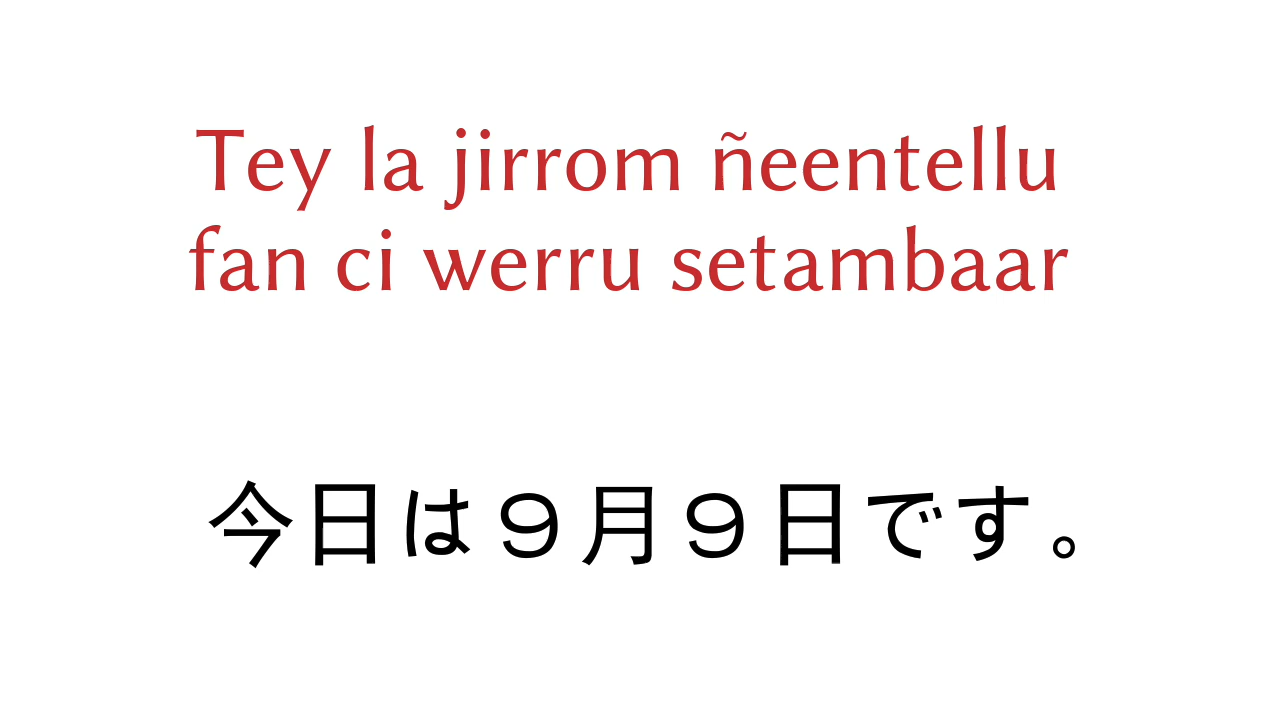 Tey la jirrom ñeentellu
fan ci werru setambaar
今日は９月９日です。